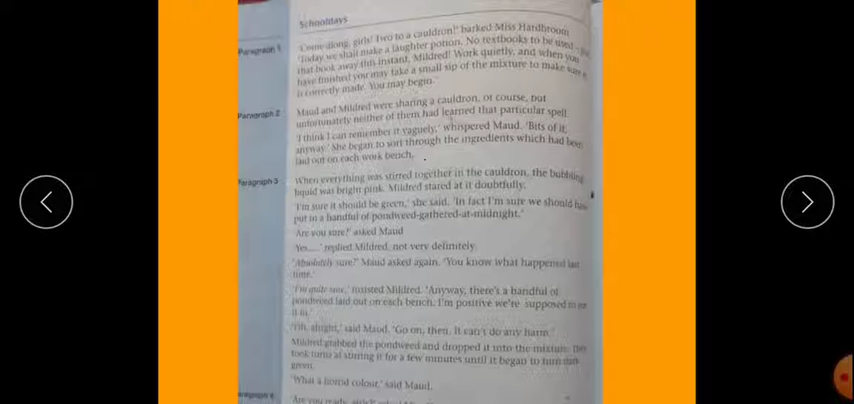 Schooldays
Paragraph 1
'Come along, girls! Two to a cauldron!' barked Miss Hardbroom
'Today we shall make a laughter potion. No textbooks to be used – put
that book away this instant, Mildred! Work quietly, and when you
have finished you may take a small sip of the mixture to make sure it
is correctly made. You may begin.'
Paragraph 2
Maud and Mildred were sharing a cauldron, of course, but
unfortunately neither of them had learned that particular spell.
'I think I can remember it vaguely,' whispered Maud. 'Bits of it,
anyway.' She began to sort through the ingredients which had been
laid out on each work bench.
Paragraph 3
When everything was stirred together in the cauldron, the bubbling
liquid was bright pink. Mildred stared at it doubtfully.
'I'm sure it should be green,' she said. 'In fact I'm sure we should have
put in a handful of pondweed-gathered-at-midnight.'
'Are you sure?' asked Maud
'Yes.....' replied Mildred, not very definitely.
'Absolutely sure?' Maud asked again. 'You know what happened last
time.'
'I'm quite sure,' insisted Mildred. 'Anyway, there's a handful of
pondweed laid out on each bench. I'm positive we're supposed to put
it in.'
'Oh, alright,' said Maud. 'Go on, then. It can't do any harm.'
Mildred grabbed the pondweed and dropped it into the mixture. They
took turns at stirring it for a few minutes until it began to turn dark
green.
'What a horrid colour,' said Maud.
'Are you ready, girls?'